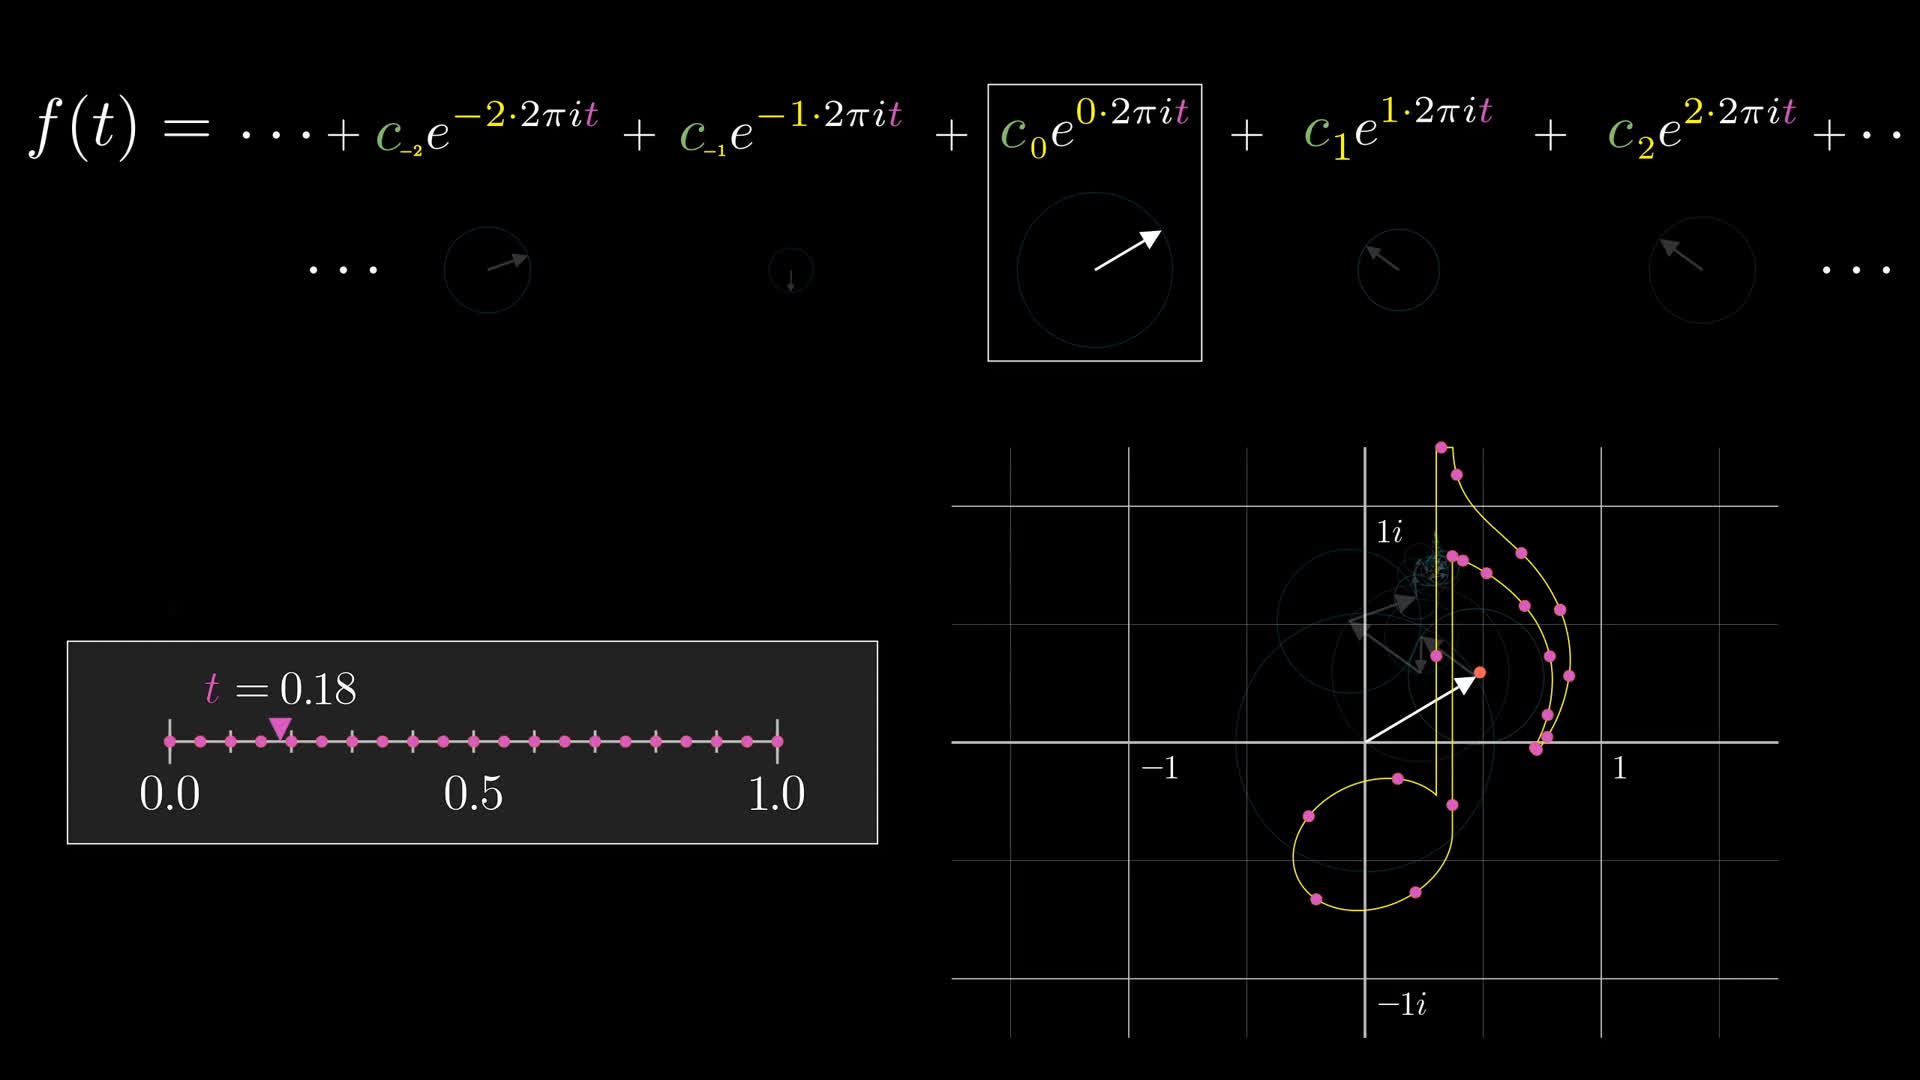 f(t) = ··· + c₋₂e^{−2·2πit} + c₋₁e^{−1·2πit} + c₀e^{0·2πit} + c₁e^{1·2πit} + c₂e^{2·2πit} + ··
··· ···
1i
t = 0.18
−1 1
0.0 0.5 1.0
−1i